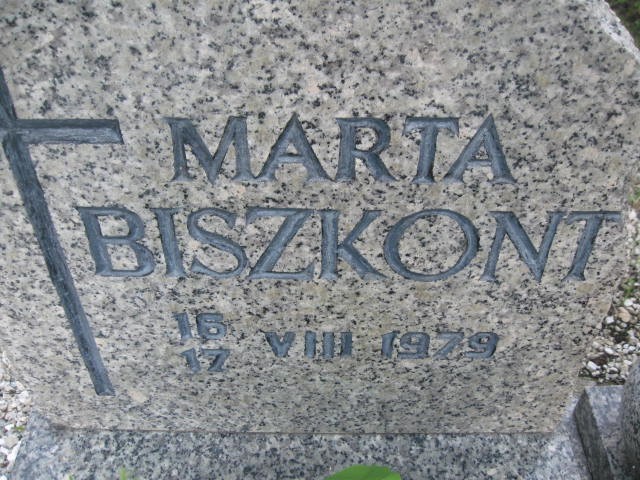 MARTA
BISZKONT
16
17 VIII 1979